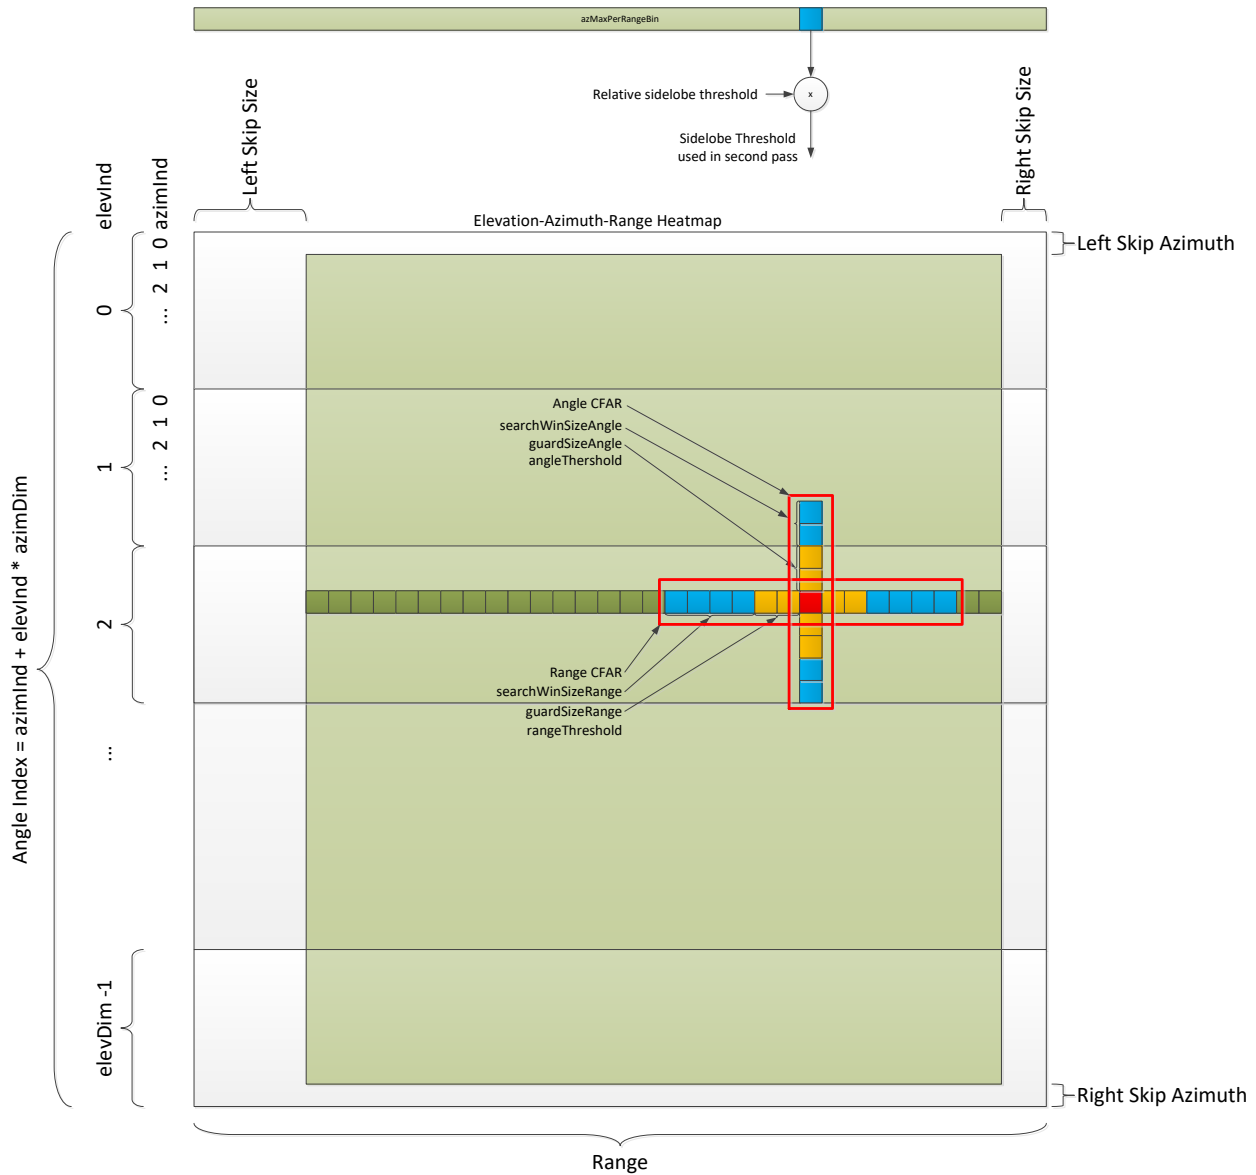 azMaxPerRangeBin
Relative sidelobe threshold
x
Sidelobe Threshold
used in second pass
Left Skip Size
Right Skip Size
elevInd
azimInd
Elevation-Azimuth-Range Heatmap
Left Skip Azimuth
0
... 2 1 0
1
... 2 1 0
Angle CFAR
searchWinSizeAngle
guardSizeAngle
angleThershold
2
Range CFAR
searchWinSizeRange
guardSizeRange
rangeThreshold
...
Angle Index = azimInd + elevInd * azimDim
elevDim -1
Right Skip Azimuth
Range